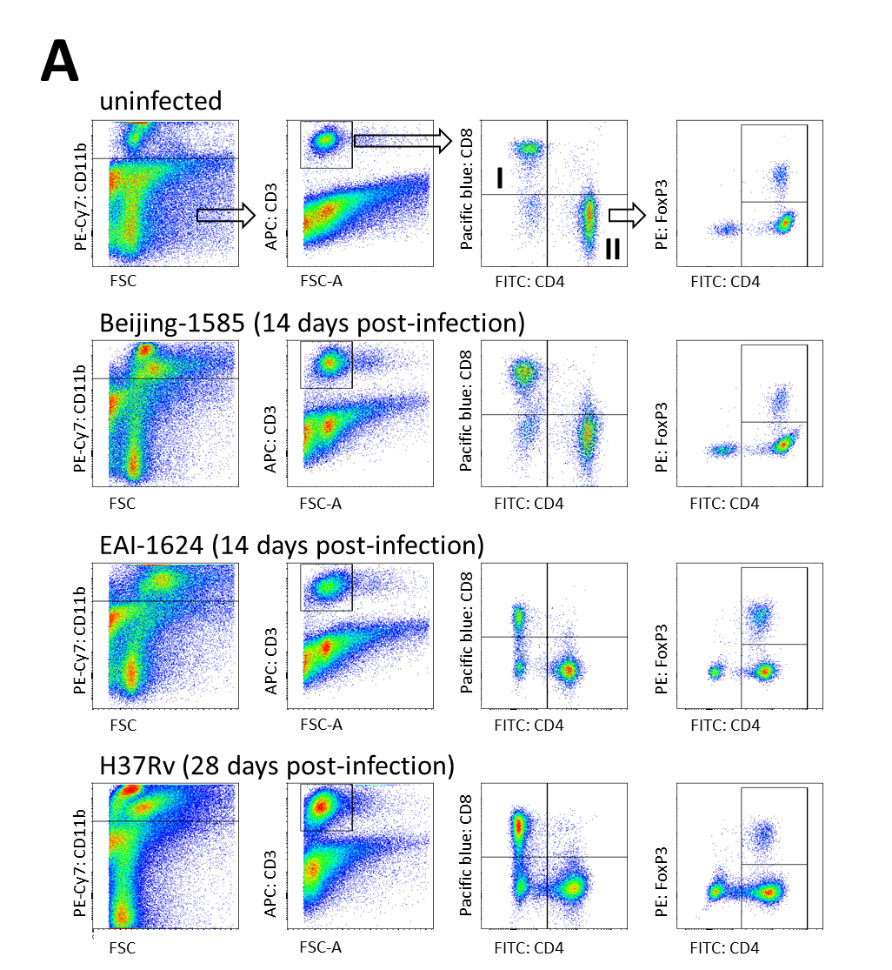 A
uninfected
PE-Cy7: CD11b
FSC
APC: CD3
FSC-A
Pacific blue: CD8
I
II
FITC: CD4
PE: FoxP3
FITC: CD4
Beijing-1585 (14 days post-infection)
PE-Cy7: CD11b
FSC
APC: CD3
FSC-A
Pacific blue: CD8
FITC: CD4
PE: FoxP3
FITC: CD4
EAI-1624 (14 days post-infection)
PE-Cy7: CD11b
FSC
APC: CD3
FSC-A
Pacific blue: CD8
FITC: CD4
PE: FoxP3
FITC: CD4
H37Rv (28 days post-infection)
PE-Cy7: CD11b
FSC
APC: CD3
FSC-A
Pacific blue: CD8
FITC: CD4
PE: FoxP3
FITC: CD4